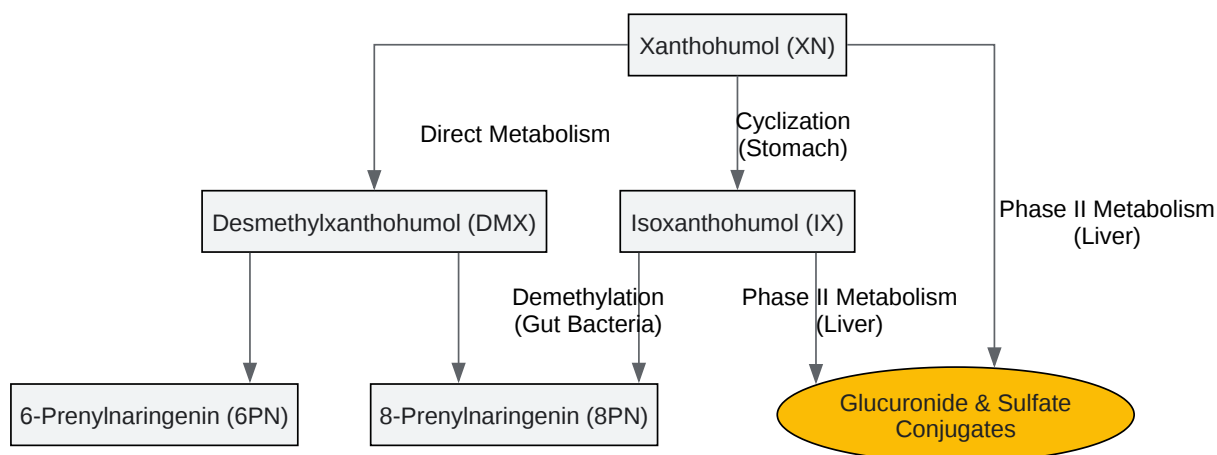 Xanthohumol (XN)
Direct Metabolism
Cyclization
(Stomach)
Desmethylxanthohumol (DMX)
Isoxanthohumol (IX)
Phase II Metabolism
(Liver)
Demethylation
(Gut Bacteria)
Phase II Metabolism
(Liver)
6-Prenylnaringenin (6PN)
8-Prenylnaringenin (8PN)
Glucuronide & Sulfate
Conjugates